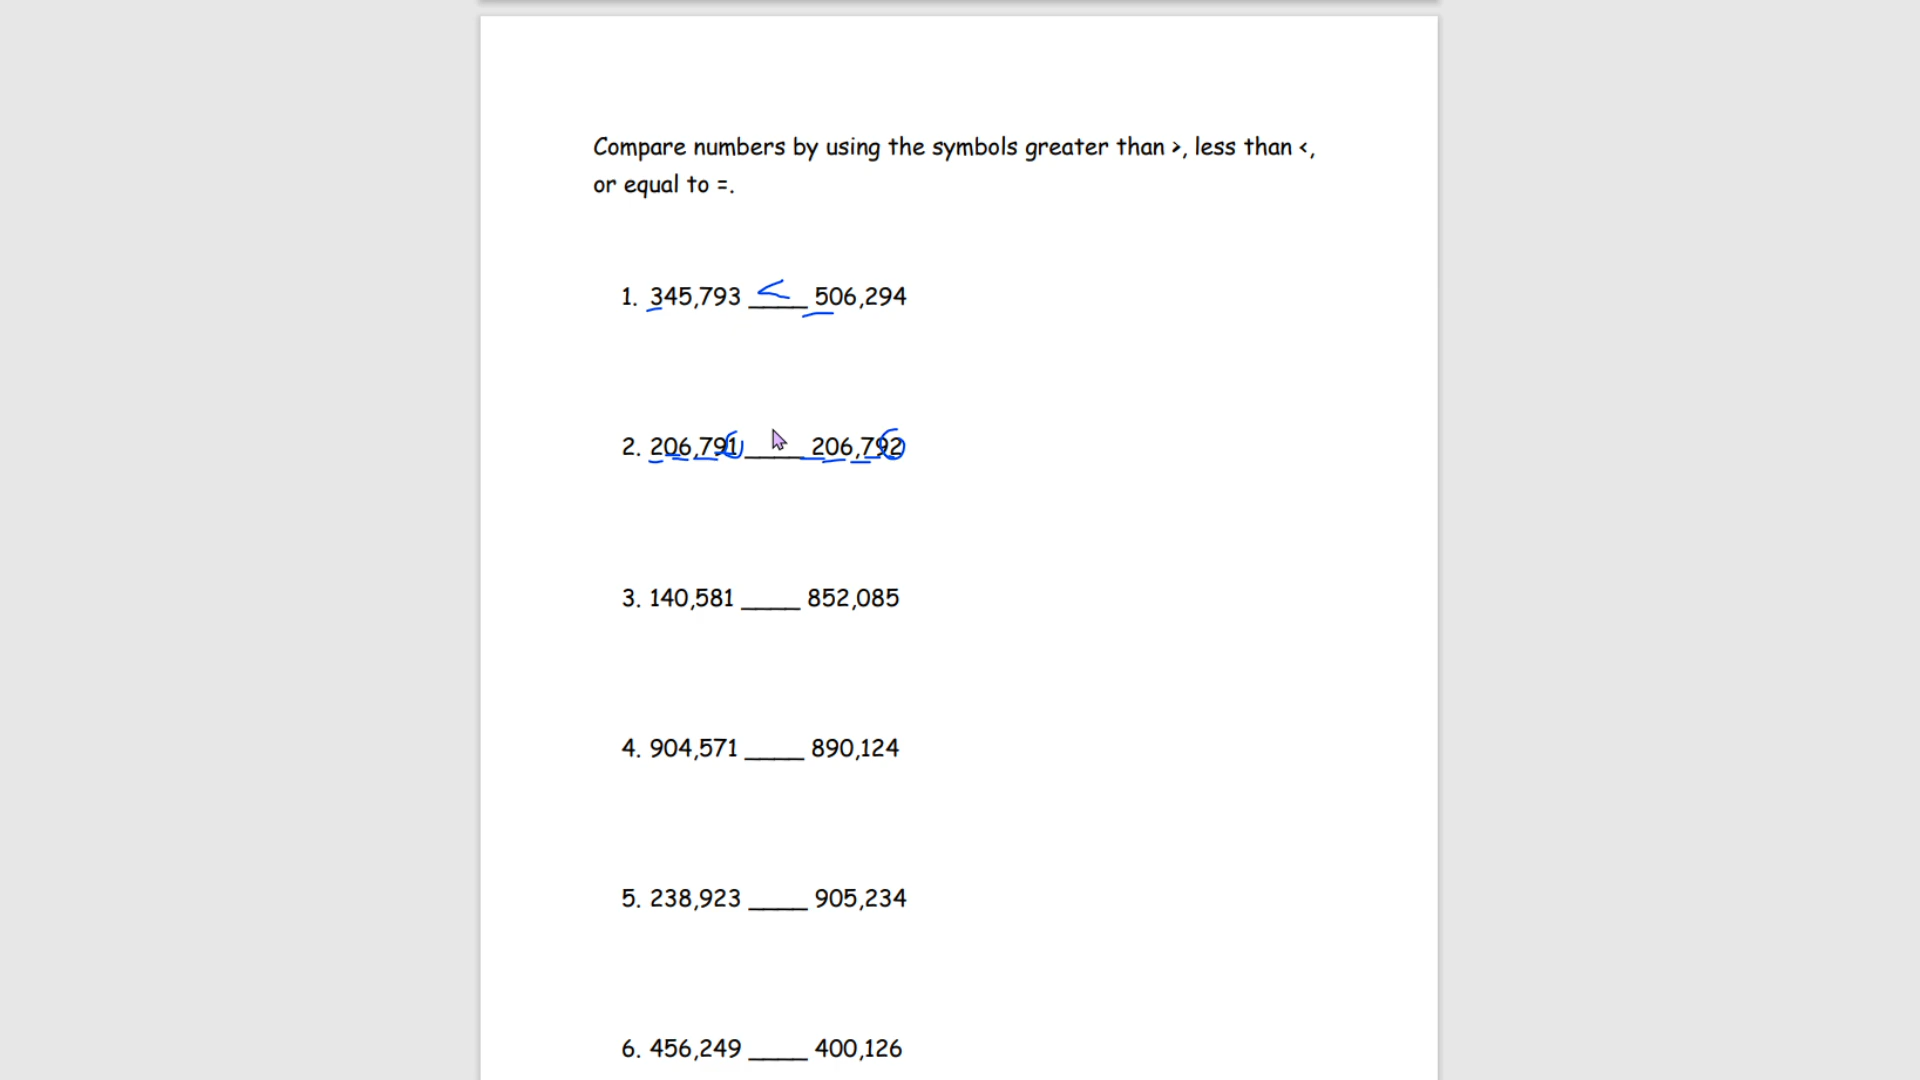 Compare numbers by using the symbols greater than >, less than <,
or equal to =.
1. 345,793 __<__ 506,294
2. 206,791 ____ 206,792
3. 140,581 ____ 852,085
4. 904,571 ____ 890,124
5. 238,923 ____ 905,234
6. 456,249 ____ 400,126